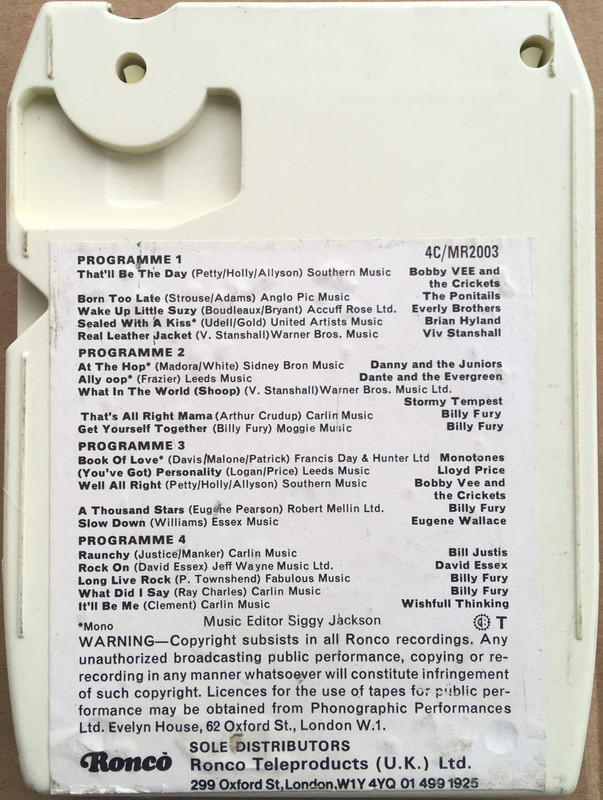 4C/MR2003
PROGRAMME 1
That'll Be The Day (Petty/Holly/Allyson) Southern Music Bobby VEE and
the Crickets
Born Too Late (Strouse/Adams) Anglo Pic Music The Ponitails
Wake Up Little Suzy (Boudleaux/Bryant) Accuff Rose Ltd. Everly Brothers
Sealed With A Kiss* (Udell/Gold) United Artists Music Brian Hyland
Real Leather Jacket (V. Stanshall)Warner Bros. Music Viv Stanshall
PROGRAMME 2
At The Hop* (Madora/White) Sidney Bron Music Danny and the Juniors
Ally oop* (Frazier) Leeds Music Dante and the Evergreen
What In The World (Shoop) (V. Stanshall)Warner Bros. Music Ltd.
Stormy Tempest
That's All Right Mama (Arthur Crudup) Carlin Music Billy Fury
Get Yourself Together (Billy Fury) Moggie Music Billy Fury
PROGRAMME 3
Book Of Love* (Davis/Malone/Patrick) Francis Day & Hunter Ltd Monotones
(You've Got) Personality (Logan/Price) Leeds Music Lloyd Price
Well All Right (Petty/Holly/Allyson) Southern Music Bobby Vee and
the Crickets
A Thousand Stars (Eugene Pearson) Robert Mellin Ltd. Billy Fury
Slow Down (Williams) Essex Music Eugene Wallace
PROGRAMME 4
Raunchy (Justice/Manker) Carlin Music Bill Justis
Rock On (David Essex) Jeff Wayne Music Ltd. David Essex
Long Live Rock (P. Townshend) Fabulous Music Billy Fury
What Did I Say (Ray Charles) Carlin Music Billy Fury
It'll Be Me (Clement) Carlin Music Wishfull Thinking
*Mono Music Editor Siggy Jackson T
WARNING—Copyright subsists in all Ronco recordings. Any
unauthorized broadcasting public performance, copying or re-
recording in any manner whatsoever will constitute infringement
of such copyright. Licences for the use of tapes for public per-
formance may be obtained from Phonographic Performances
Ltd. Evelyn House, 62 Oxford St., London W.1.
SOLE DISTRIBUTORS
Ronco Ronco Teleproducts (U.K.) Ltd.
299 Oxford St, London.W1Y 4YQ 01 499 1925